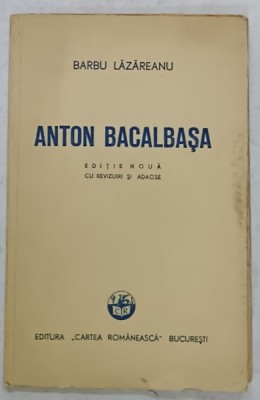 BARBU LĂZĂREANU
ANTON BACALBAŞA
EDIŢIE NOUĂ
CU REVIZUIRI ŞI ADAOSE
EDITURA „CARTEA ROMÂNEASCĂ" BUCUREŞTI